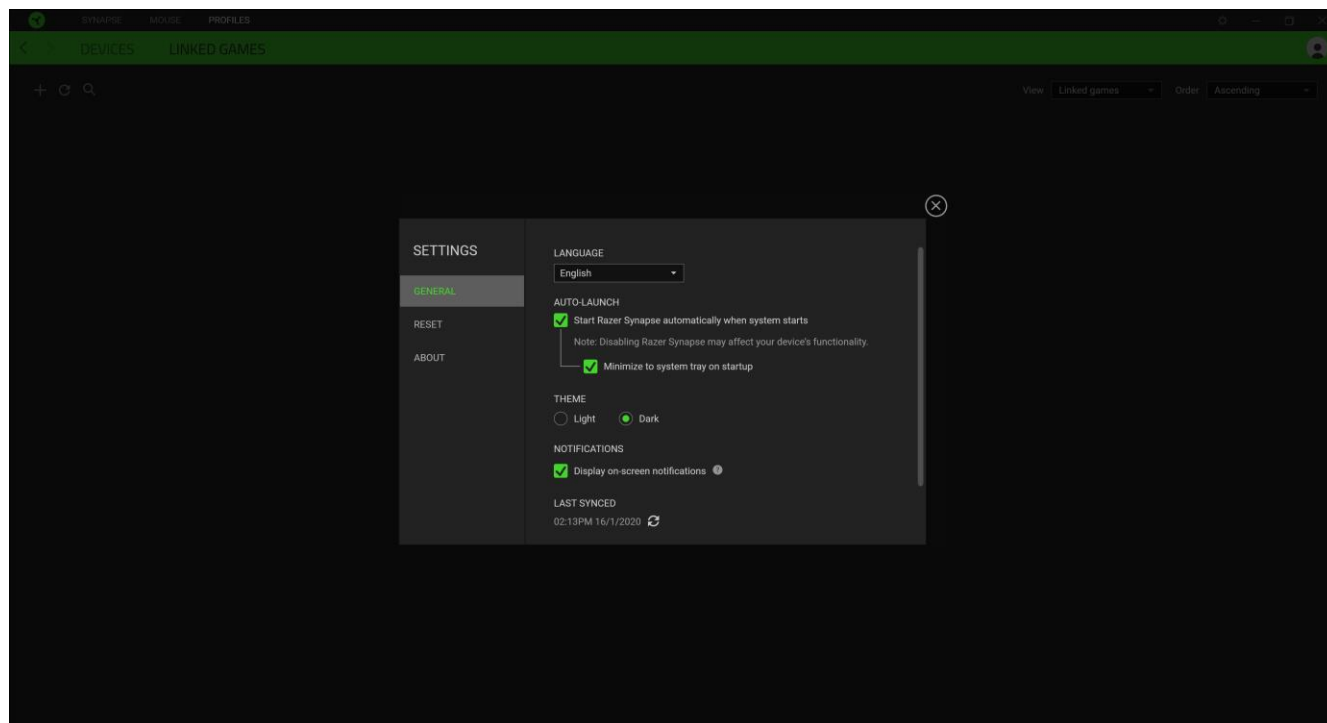 SYNAPSE MOUSE PROFILES
DEVICES LINKED GAMES
View Linked games Order Ascending
SETTINGS
GENERAL
RESET
ABOUT
LANGUAGE
English
AUTO-LAUNCH
Start Razer Synapse automatically when system starts
Note: Disabling Razer Synapse may affect your device's functionality.
Minimize to system tray on startup
THEME
Light Dark
NOTIFICATIONS
Display on-screen notifications
LAST SYNCED
02:13PM 16/1/2020